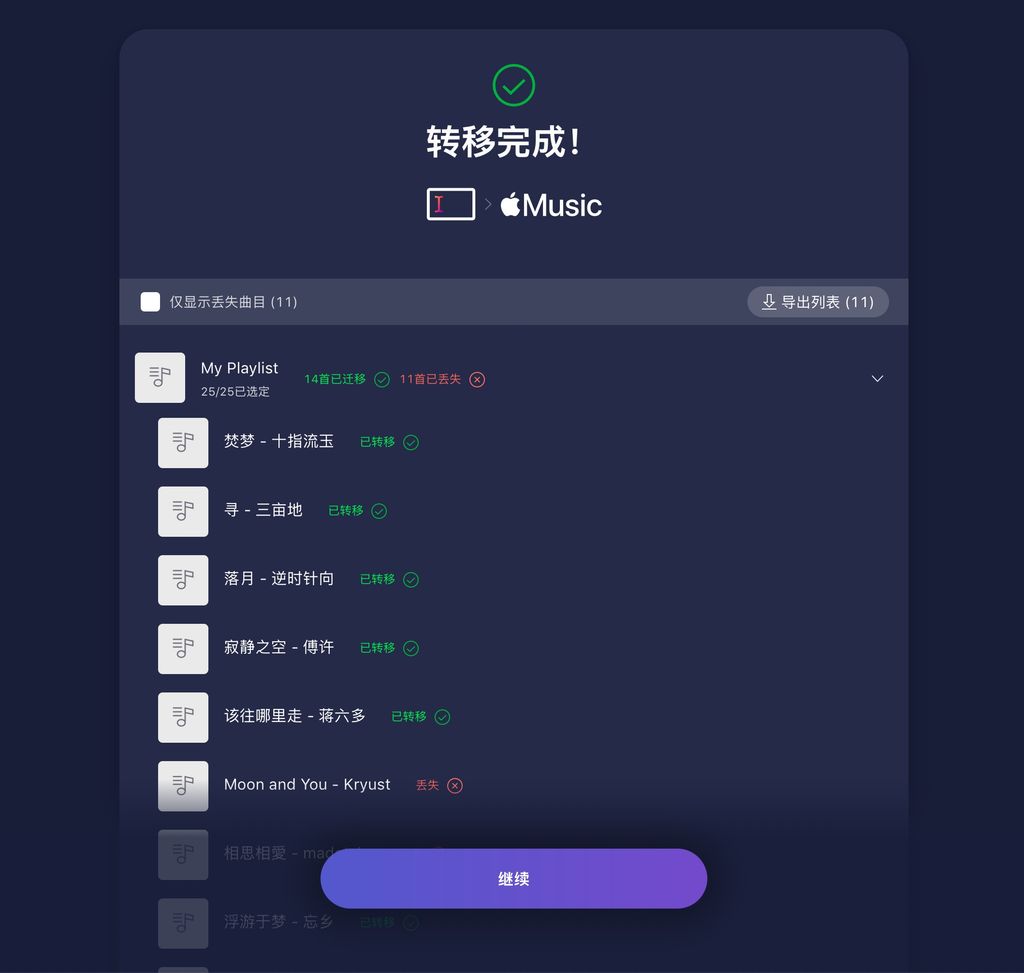 转移完成！
Music
仅显示丢失曲目 (11)
导出列表 (11)
My Playlist
25/25已选定
14首已迁移
11首已丢失
焚梦 - 十指流玉
已转移
寻 - 三亩地
已转移
落月 - 逆时针向
已转移
寂静之空 - 傅许
已转移
该往哪里走 - 蒋六多
已转移
Moon and You - Kryust
丢失
相思相愛 -
继续
浮游于梦 - 忘乡
已转移